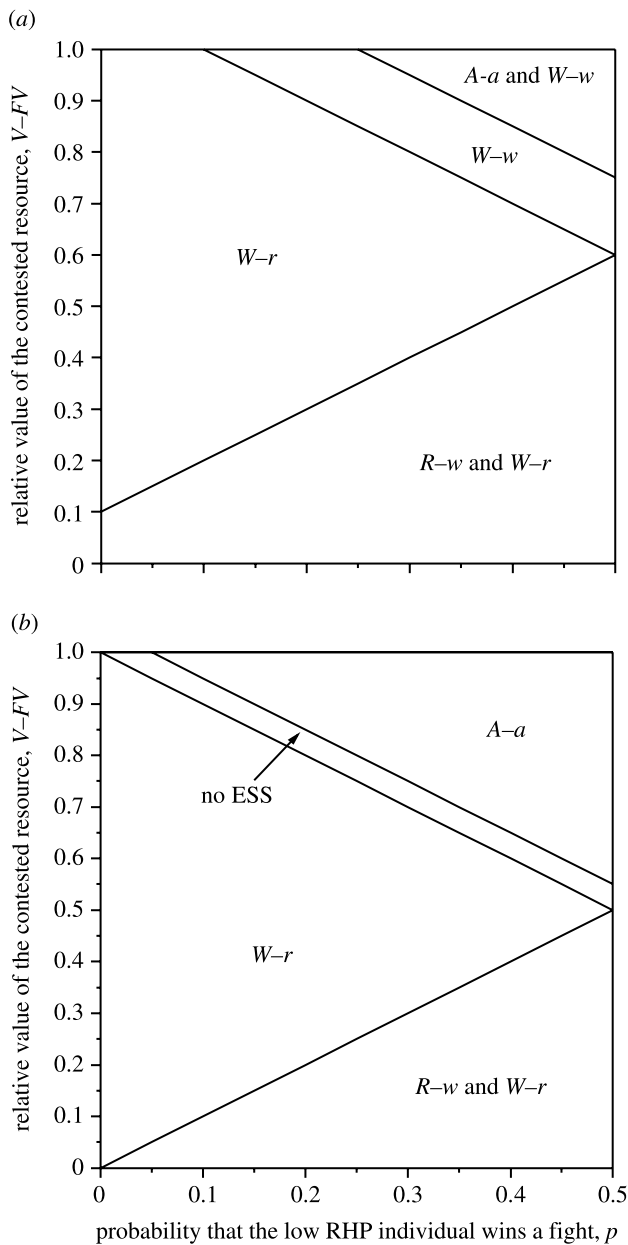 (a)
1.0
0.9
0.8
0.7
0.6
0.5
0.4
0.3
0.2
0.1
0
relative value of the contested resource, V–FV
A-a and W–w
W–w
W–r
R–w and W–r
(b)
1.0
0.9
0.8
0.7
0.6
0.5
0.4
0.3
0.2
0.1
0
relative value of the contested resource, V–FV
A–a
no ESS
W–r
R–w and W–r
0 0.1 0.2 0.3 0.4 0.5
probability that the low RHP individual wins a fight, p